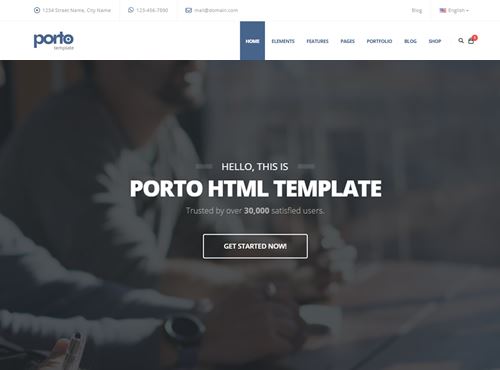 1234 Street Name, City Name
123-456-7890
mail@domain.com
Blog
English
porto
template
HOME
ELEMENTS
FEATURES
PAGES
PORTFOLIO
BLOG
SHOP
HELLO, THIS IS
PORTO HTML TEMPLATE
Trusted by over 30,000 satisfied users.
GET STARTED NOW!